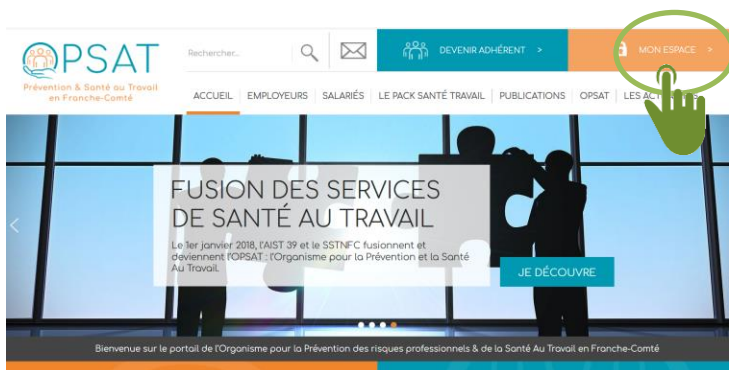 OPSAT
Prévention & Santé au Travail
en Franche-Comté
Rechercher...
DEVENIR ADHÉRENT >
MON ESPACE >
ACCUEIL EMPLOYEURS SALARIÉS LE PACK SANTÉ TRAVAIL PUBLICATIONS OPSAT LES
FUSION DES SERVICES
DE SANTÉ AU TRAVAIL
Le 1er janvier 2018, l'AIST 39 et le SSTNFC fusionnent et
deviennent l'OPSAT : l'Organisme pour la Prévention et la Santé
Au Travail.
JE DÉCOUVRE
Bienvenue sur le portail de l'Organisme pour la Prévention des risques professionnels & de la Santé Au Travail en Franche-Comté